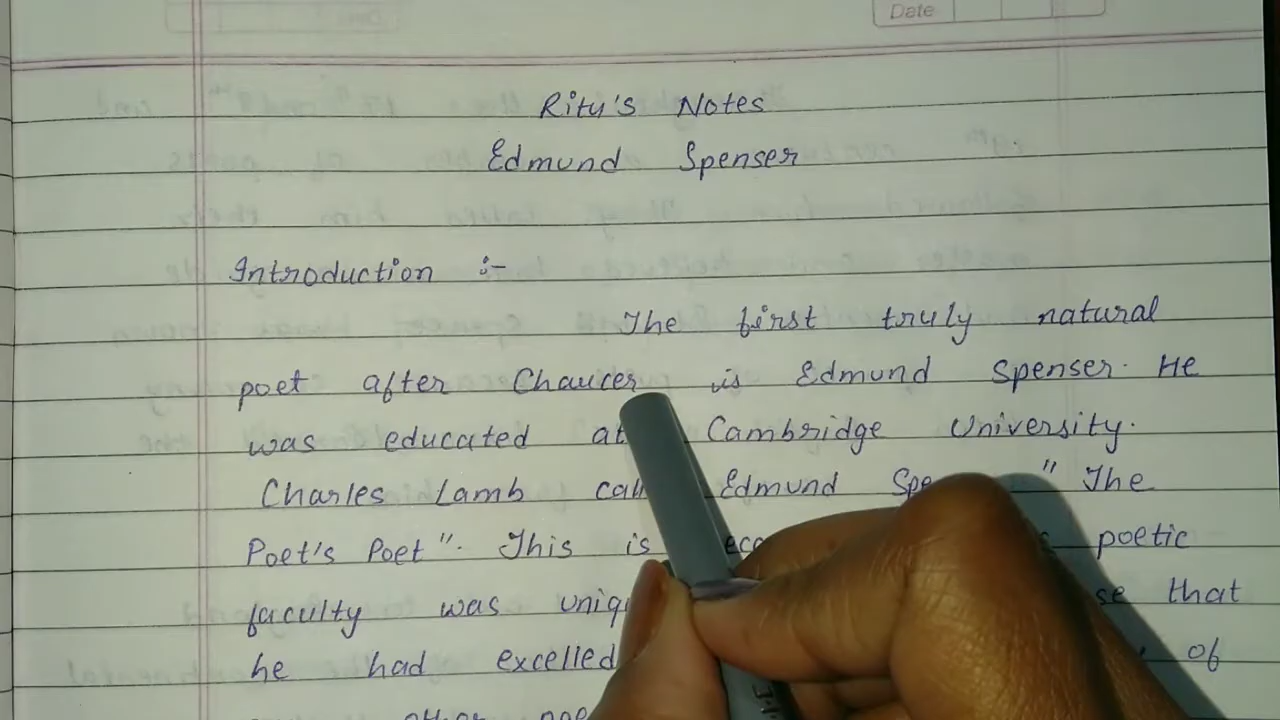 Date
Ritu's Notes
Edmund Spenser
Introduction :-
The first truly natural
poet after Chaucer is Edmund Spenser. He
was educated at Cambridge University.
Charles Lamb Edmund "The
Poet's Poet". This is poetic
faculty was that
he had excelled of
other